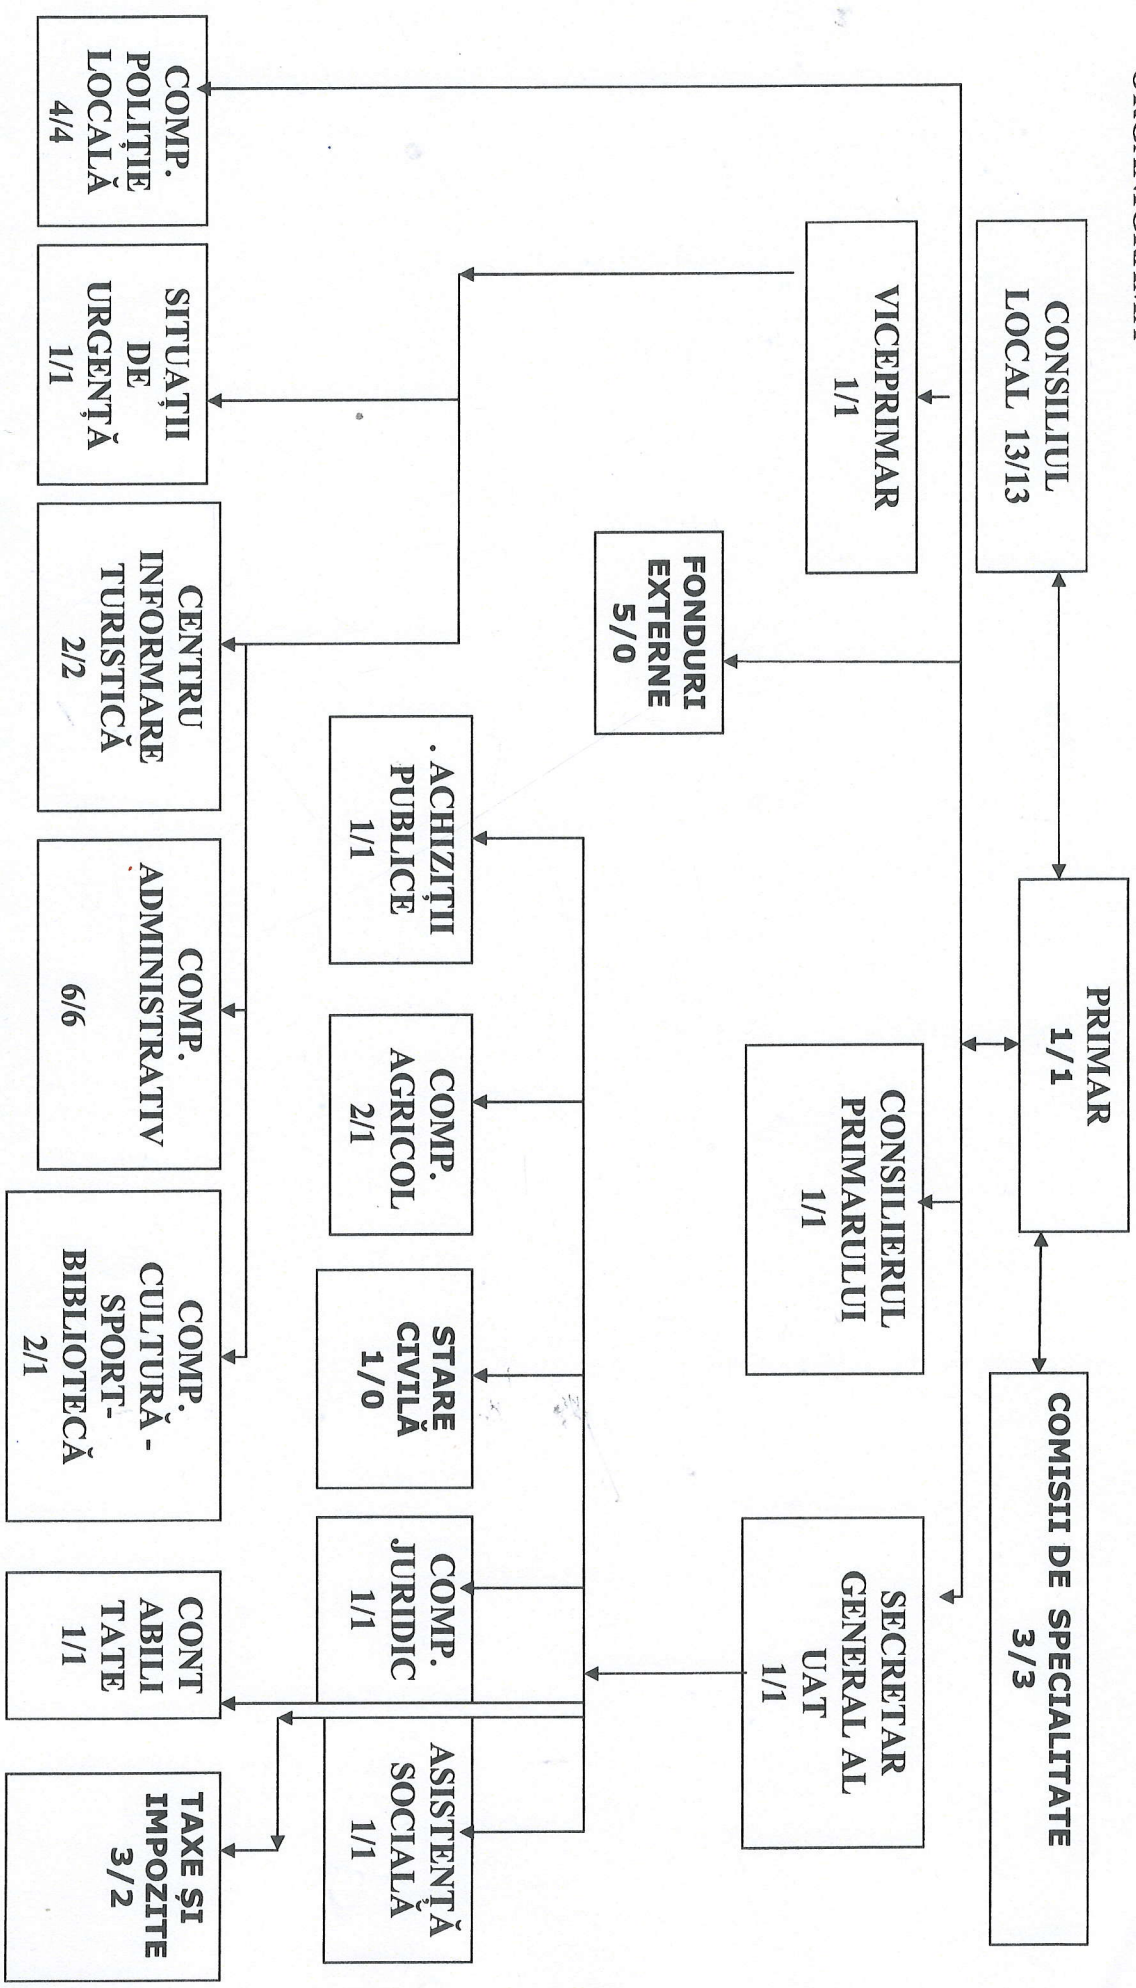 CONSILIUL
LOCAL 13/13
PRIMAR
1/1
COMISII DE SPECIALITATE
3/3
VICEPRIMAR
1/1
CONSILIERUL
PRIMARULUI
1/1
SECRETAR
GENERAL AL
UAT
1/1
FONDURI
EXTERNE
5/0
. ACHIZIȚII
PUBLICE
1/1
COMP.
AGRICOL
2/1
STARE
CIVILĂ
1/0
COMP.
JURIDIC
1/1
ASISTENȚĂ
SOCIALĂ
1/1
COMP.
POLIȚIE
LOCALĂ
4/4
SITUAȚII
DE
URGENȚĂ
1/1
CENTRU
INFORMARE
TURISTICĂ
2/2
COMP.
ADMINISTRATIV
6/6
COMP.
CULTURĂ -
SPORT-
BIBLIOTECĂ
2/1
CONT
ABILI
TATE
1/1
TAXE ȘI
IMPOZITE
3/2